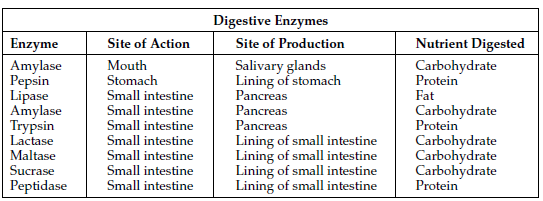 Digestive Enzymes
Enzyme Site of Action Site of Production Nutrient Digested
Amylase Mouth Salivary glands Carbohydrate
Pepsin Stomach Lining of stomach Protein
Lipase Small intestine Pancreas Fat
Amylase Small intestine Pancreas Carbohydrate
Trypsin Small intestine Pancreas Protein
Lactase Small intestine Lining of small intestine Carbohydrate
Maltase Small intestine Lining of small intestine Carbohydrate
Sucrase Small intestine Lining of small intestine Carbohydrate
Peptidase Small intestine Lining of small intestine Protein